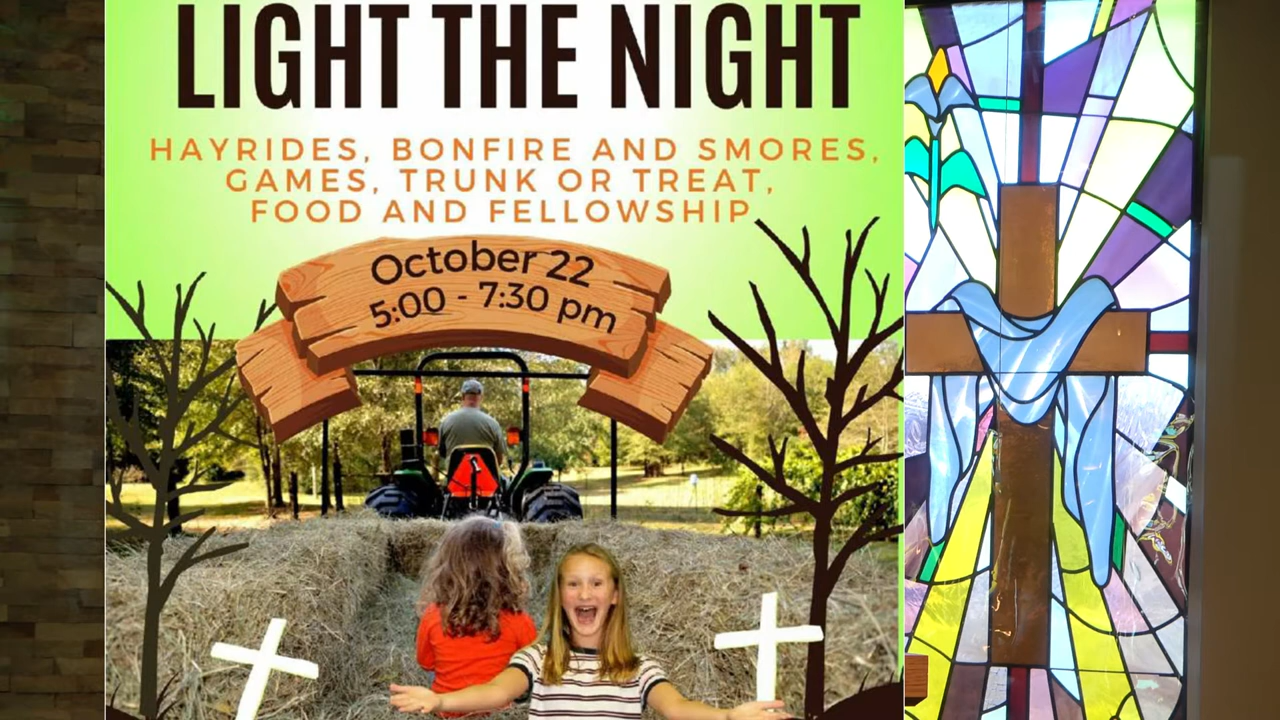 LIGHT THE NIGHT
HAYRIDES, BONFIRE AND SMORES,
GAMES, TRUNK OR TREAT,
FOOD AND FELLOWSHIP
October 22
5:00 - 7:30 pm